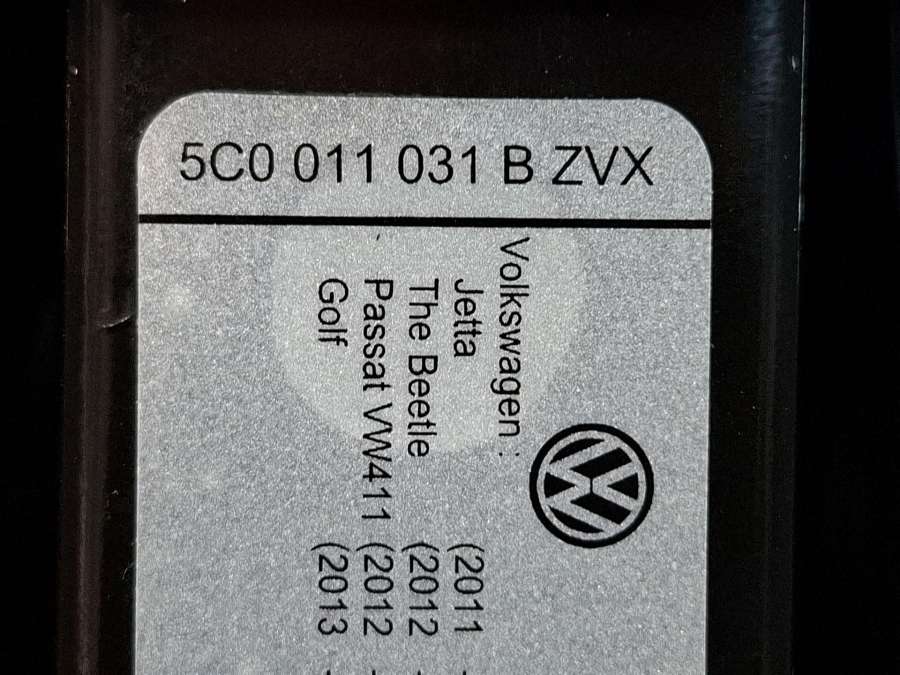 5C0 011 031 B ZVX
Volkswagen :
Jetta (2011 -
The Beetle (2012 -
Passat VW411 (2012 -
Golf (2013 -